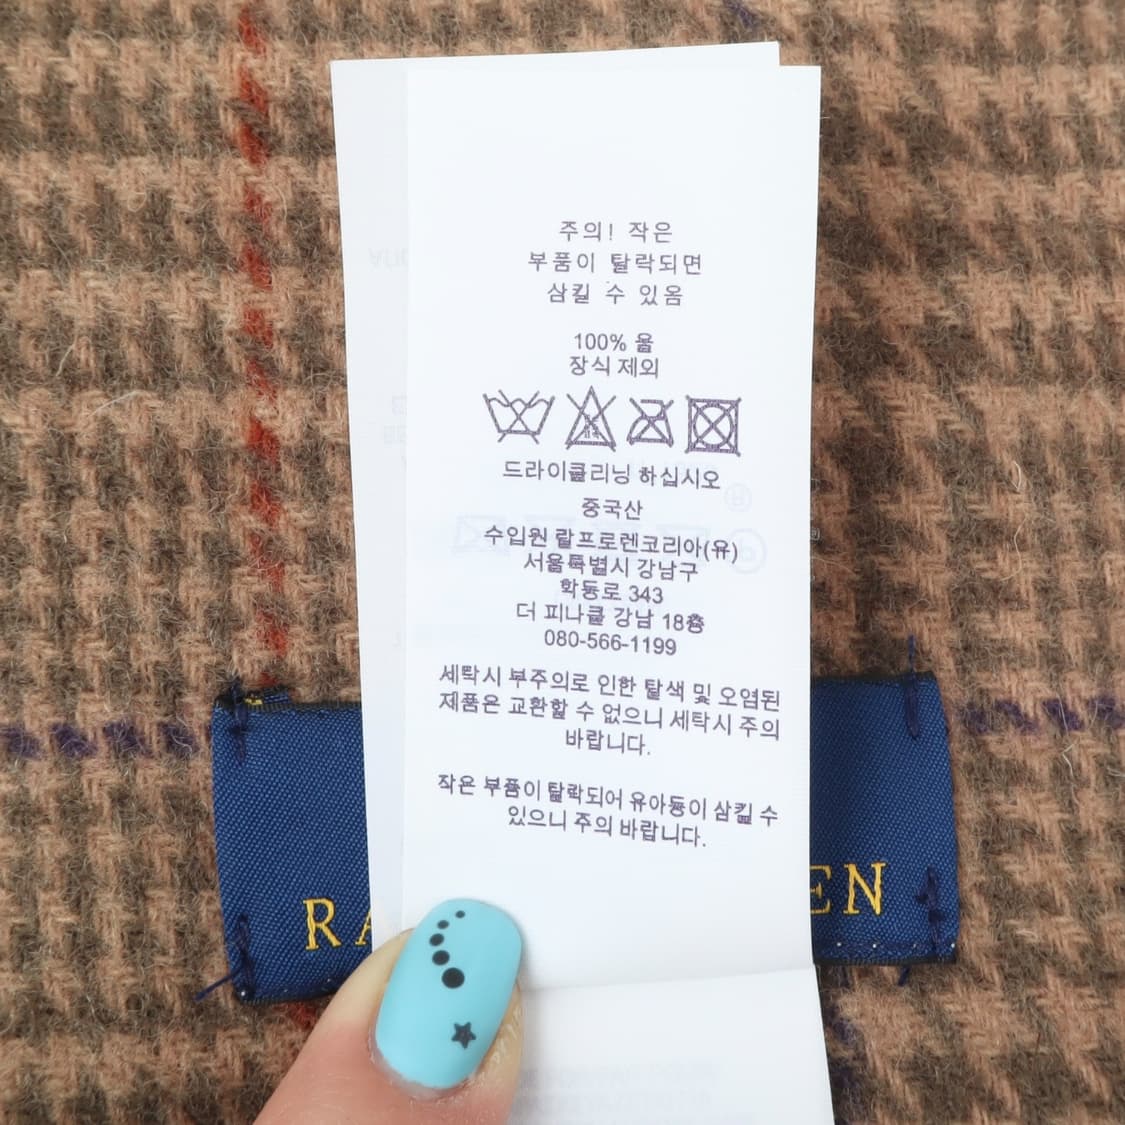 주의! 작은
부품이 탈락되면
삼킬 수 있음
100% 울
장식 제외
드라이클리닝 하십시오
중국산
수입원 랄프로렌코리아(유)
서울특별시 강남구
학동로 343
더 피나클 강남 18층
080-566-1199
세탁시 부주의로 인한 탈색 및 오염된
제품은 교환할 수 없으니 세탁시 주의
바랍니다.
작은 부품이 탈락되어 유아등이 삼킬 수
있으니 주의 바랍니다.
RA
EN